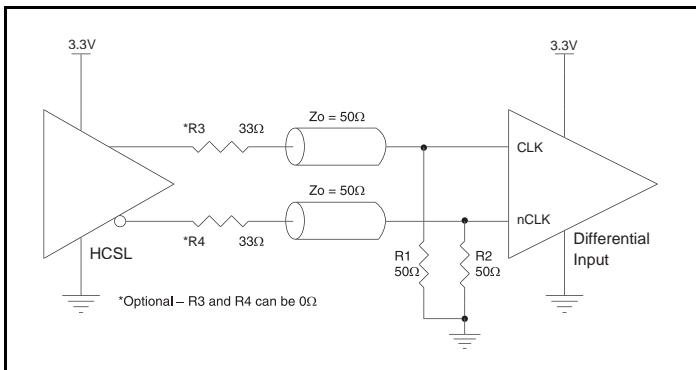 3.3V
3.3V
*R3 33Ω
Zo = 50Ω
CLK
Zo = 50Ω
nCLK
*R4 33Ω
HCSL
R1
50Ω
R2
50Ω
Differential
Input
*Optional – R3 and R4 can be 0Ω